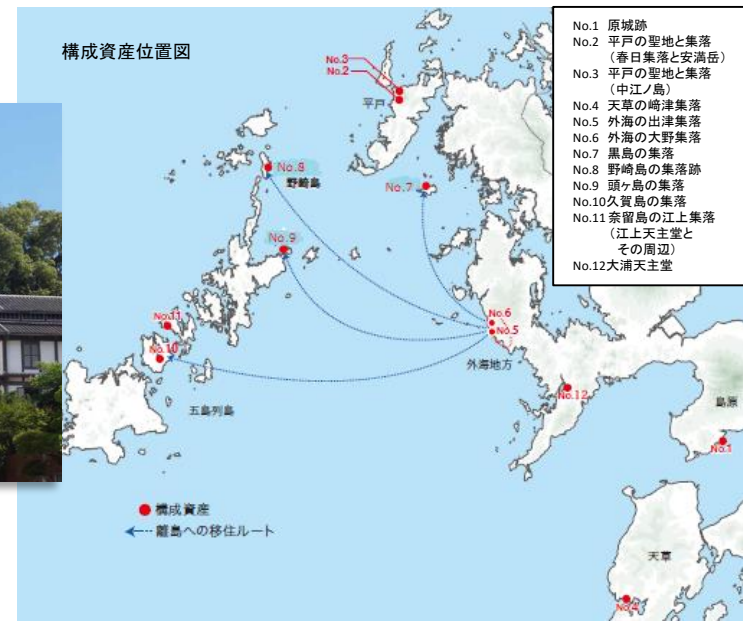 構成資産位置図
No.1 原城跡
No.2 平戸の聖地と集落
（春日集落と安満岳）
No.3 平戸の聖地と集落
（中江ノ島）
No.4 天草の﨑津集落
No.5 外海の出津集落
No.6 外海の大野集落
No.7 黒島の集落
No.8 野崎島の集落跡
No.9 頭ヶ島の集落
No.10 久賀島の集落
No.11 奈留島の江上集落
（江上天主堂と
その周辺）
No.12 大浦天主堂
No.3
No.2
平戸
No.8
野崎島
No.7
No.9
No.6
No.5
No.11
No.10
外海地方
No.12
五島列島
島原
No.1
構成資産
離島への移住ルート
天草
No.4